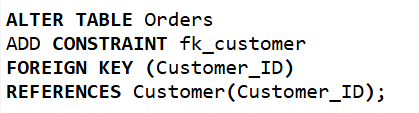 ALTER TABLE Orders
ADD CONSTRAINT fk_customer
FOREIGN KEY (Customer_ID)
REFERENCES Customer(Customer_ID);